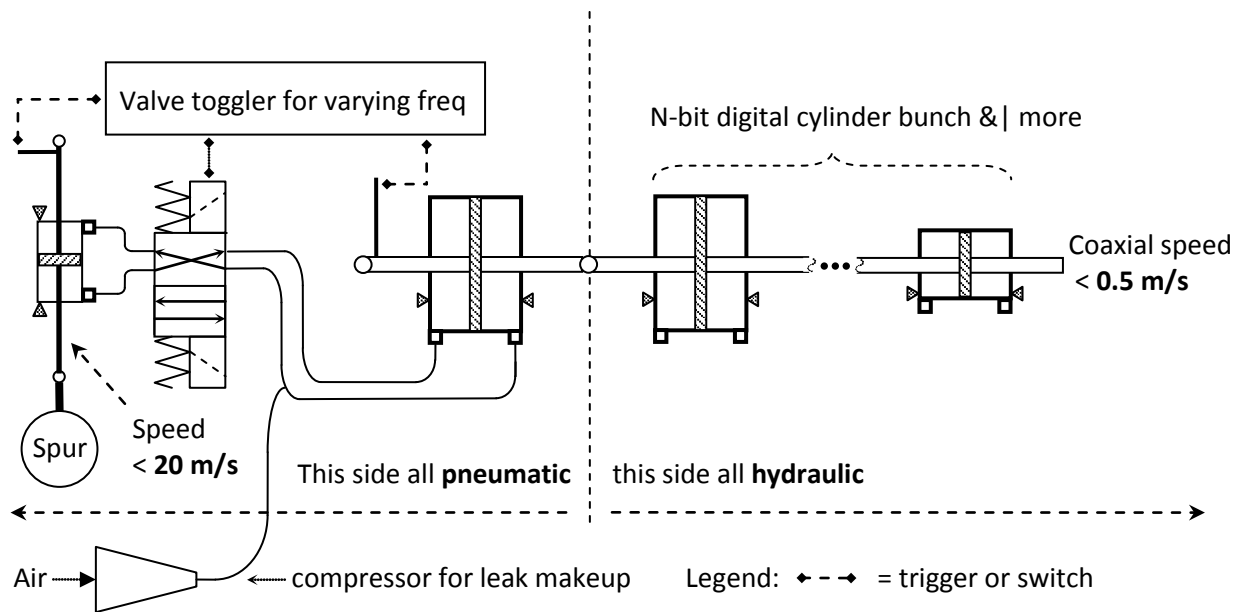 Valve toggler for varying freq
N-bit digital cylinder bunch &| more
Coaxial speed
< 0.5 m/s
Spur
Speed
< 20 m/s
This side all pneumatic
this side all hydraulic
Air
compressor for leak makeup
Legend:
= trigger or switch